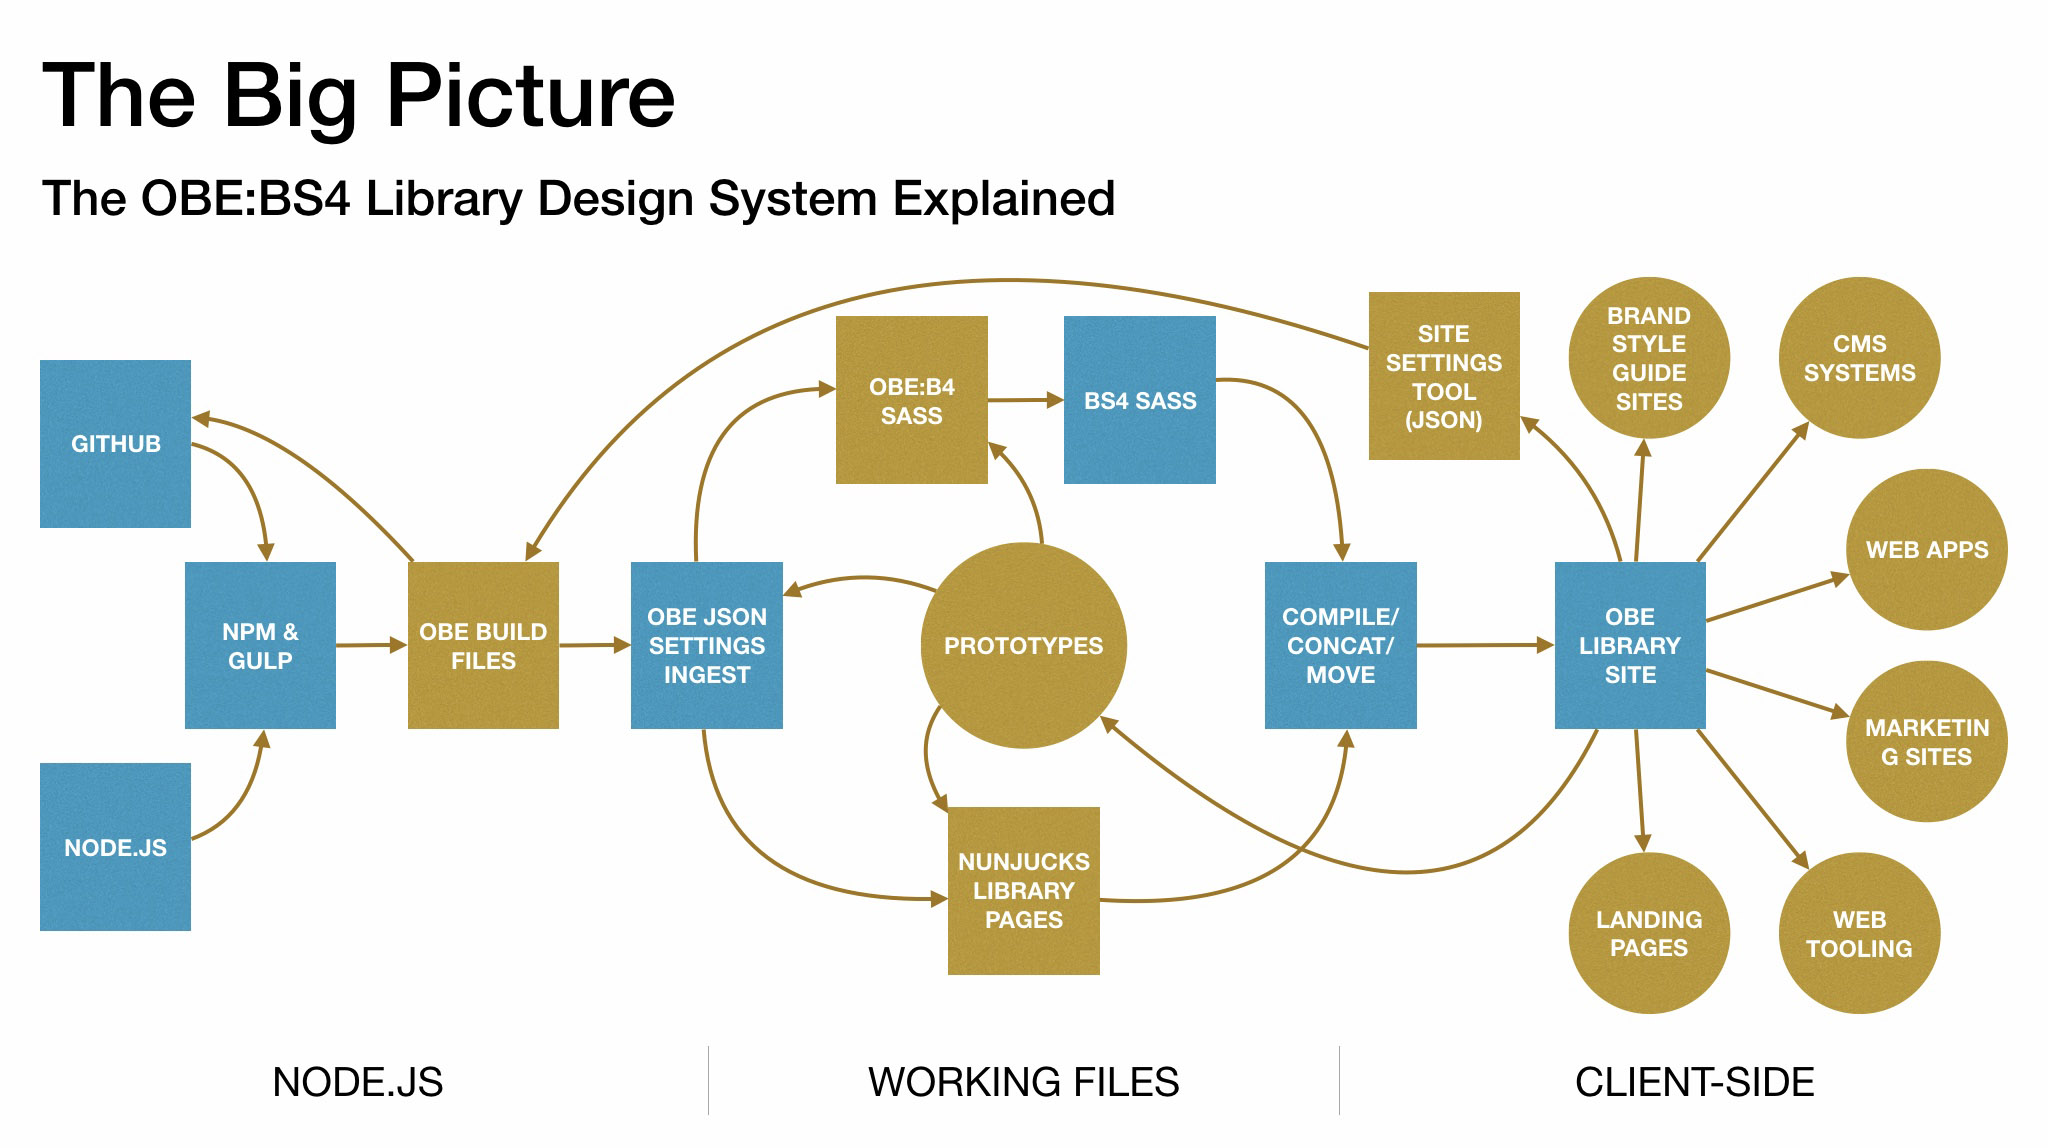 The Big Picture
The OBE:BS4 Library Design System Explained
GITHUB
NODE.JS
NPM &
GULP
OBE BUILD
FILES
OBE JSON
SETTINGS
INGEST
OBE:B4
SASS
BS4 SASS
PROTOTYPES
NUNJUCKS
LIBRARY
PAGES
COMPILE/
CONCAT/
MOVE
SITE
SETTINGS
TOOL
(JSON)
OBE
LIBRARY
SITE
BRAND
STYLE
GUIDE
SITES
CMS
SYSTEMS
WEB APPS
MARKETIN
G SITES
WEB
TOOLING
LANDING
PAGES
NODE.JS
WORKING FILES
CLIENT-SIDE